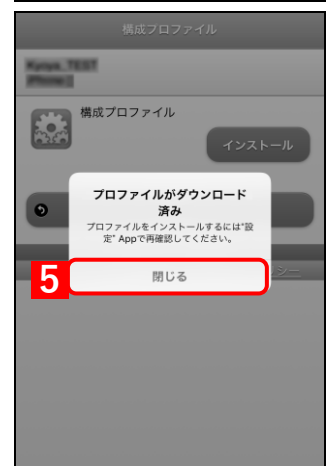 構成プロファイル
構成プロファイル
インストール
プロファイルがダウンロード
済み
プロファイルをインストールするには"設
定" Appで再確認してください。
5
閉じる
シー